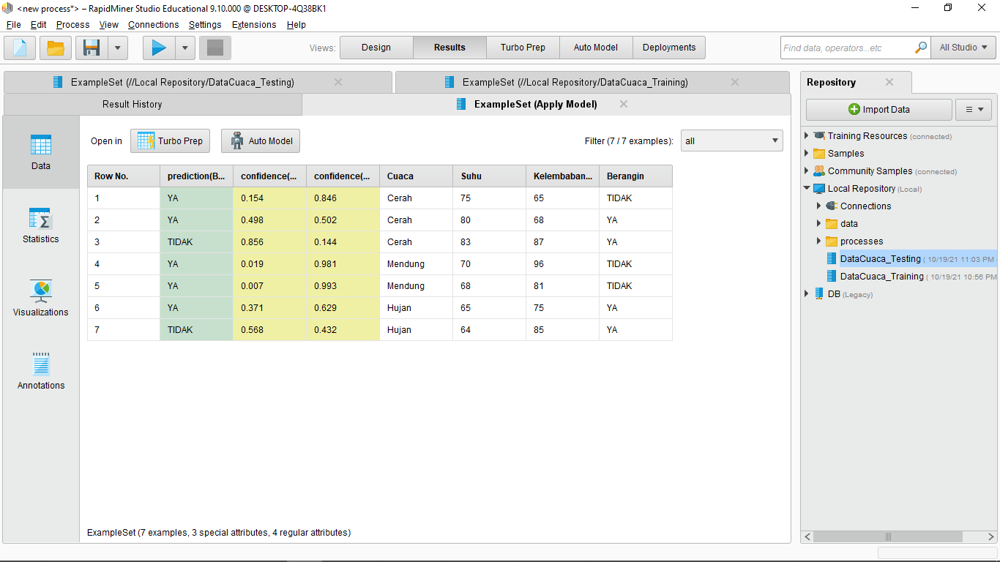 <new process*> – RapidMiner Studio Educational 9.10.000 @ DESKTOP-4Q38BK1
File Edit Process View Connections Settings Extensions Help
Views: Design Results Turbo Prep Auto Model Deployments Find data, operators...etc All Studio
ExampleSet (//Local Repository/DataCuaca_Testing) ExampleSet (//Local Repository/DataCuaca_Training)
Result History ExampleSet (Apply Model)
Data
Statistics
Visualizations
Annotations
Open in Turbo Prep Auto Model Filter (7 / 7 examples): all
Row No. prediction(B... confidence(... confidence(... Cuaca Suhu Kelembaban... Berangin
1 YA 0.154 0.846 Cerah 75 65 TIDAK
2 YA 0.498 0.502 Cerah 80 68 YA
3 TIDAK 0.856 0.144 Cerah 83 87 YA
4 YA 0.019 0.981 Mendung 70 96 TIDAK
5 YA 0.007 0.993 Mendung 68 81 TIDAK
6 YA 0.371 0.629 Hujan 65 75 YA
7 TIDAK 0.568 0.432 Hujan 64 85 YA
ExampleSet (7 examples, 3 special attributes, 4 regular attributes)
Repository
Import Data
Training Resources (connected)
Samples
Community Samples (connected)
Local Repository (Local)
Connections
data
processes
DataCuaca_Testing ( 10/19/21 11:03 PM
DataCuaca_Training ( 10/19/21 10:56 PM
DB (Legacy)